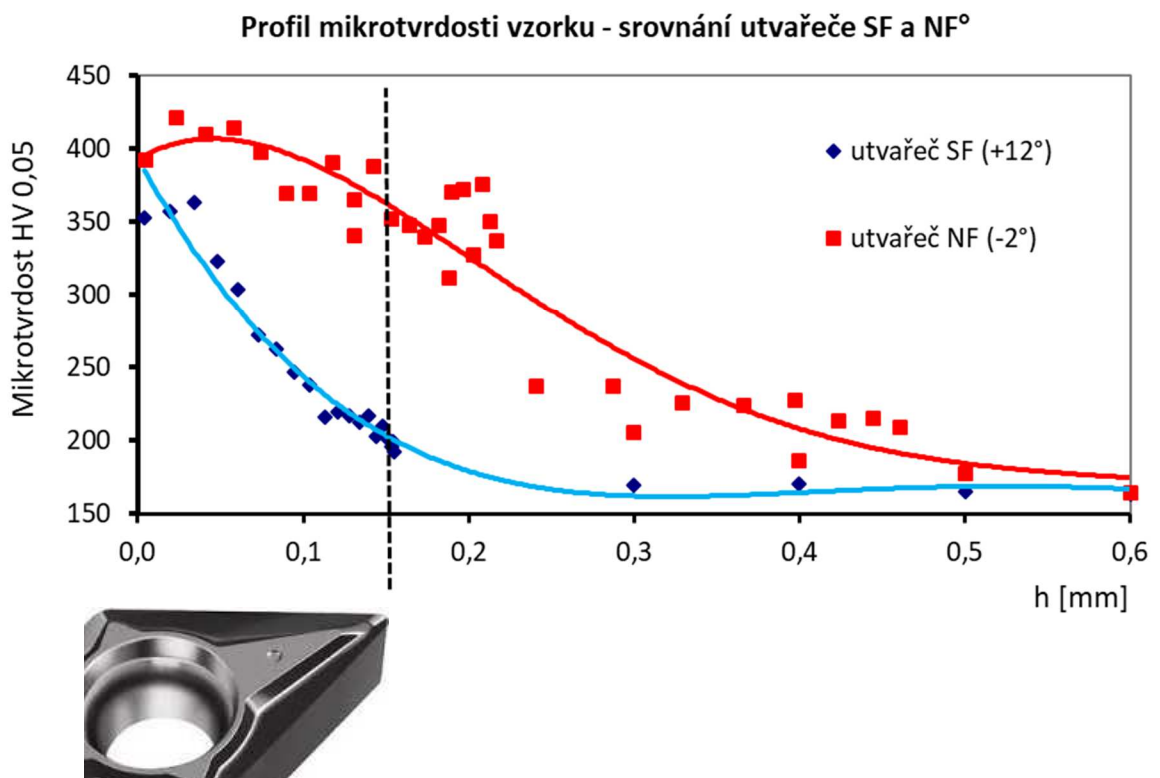 Profil mikrotvrdosti vzorku - srovnání utvařeče SF a NF°
450
400
350
300
250
200
150
Mikrotvrdost HV 0,05
utvařeč SF (+12°)
utvařeč NF (-2°)
0,0 0,1 0,2 0,3 0,4 0,5 0,6
h [mm]